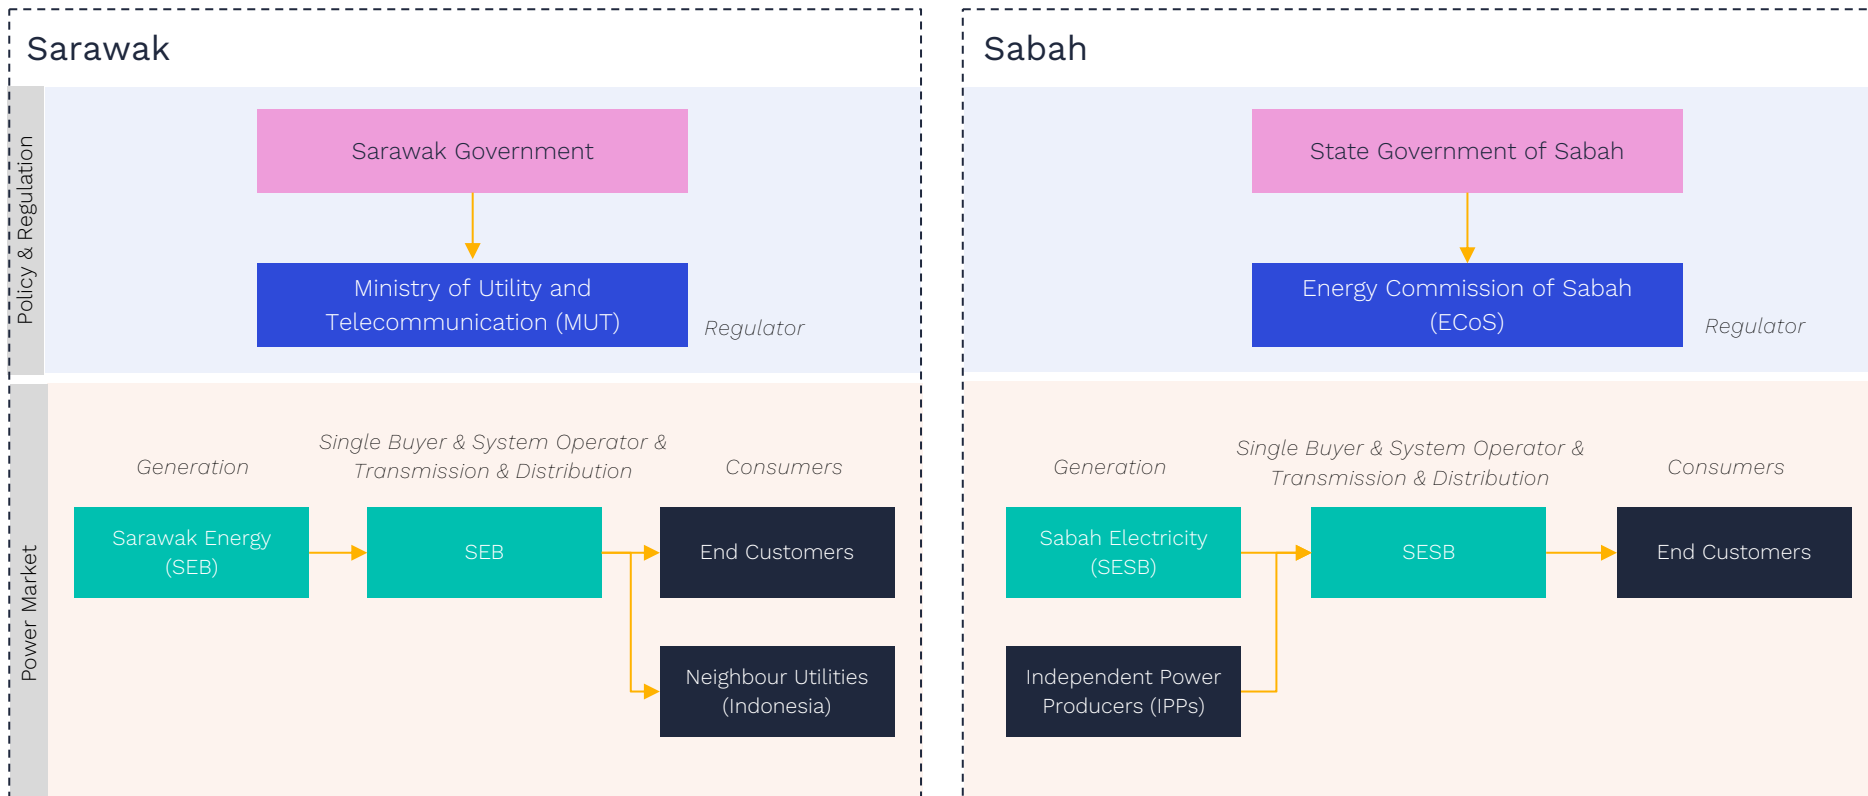 Sarawak
Policy & Regulation
Sarawak Government
Ministry of Utility and
Telecommunication (MUT)
Regulator
Power Market
Generation
Single Buyer & System Operator &
Transmission & Distribution
Consumers
Sarawak Energy
(SEB)
SEB
End Customers
Neighbour Utilities
(Indonesia)
Sabah
State Government of Sabah
Energy Commission of Sabah
(ECoS)
Regulator
Generation
Single Buyer & System Operator &
Transmission & Distribution
Consumers
Sabah Electricity
(SESB)
SESB
End Customers
Independent Power
Producers (IPPs)